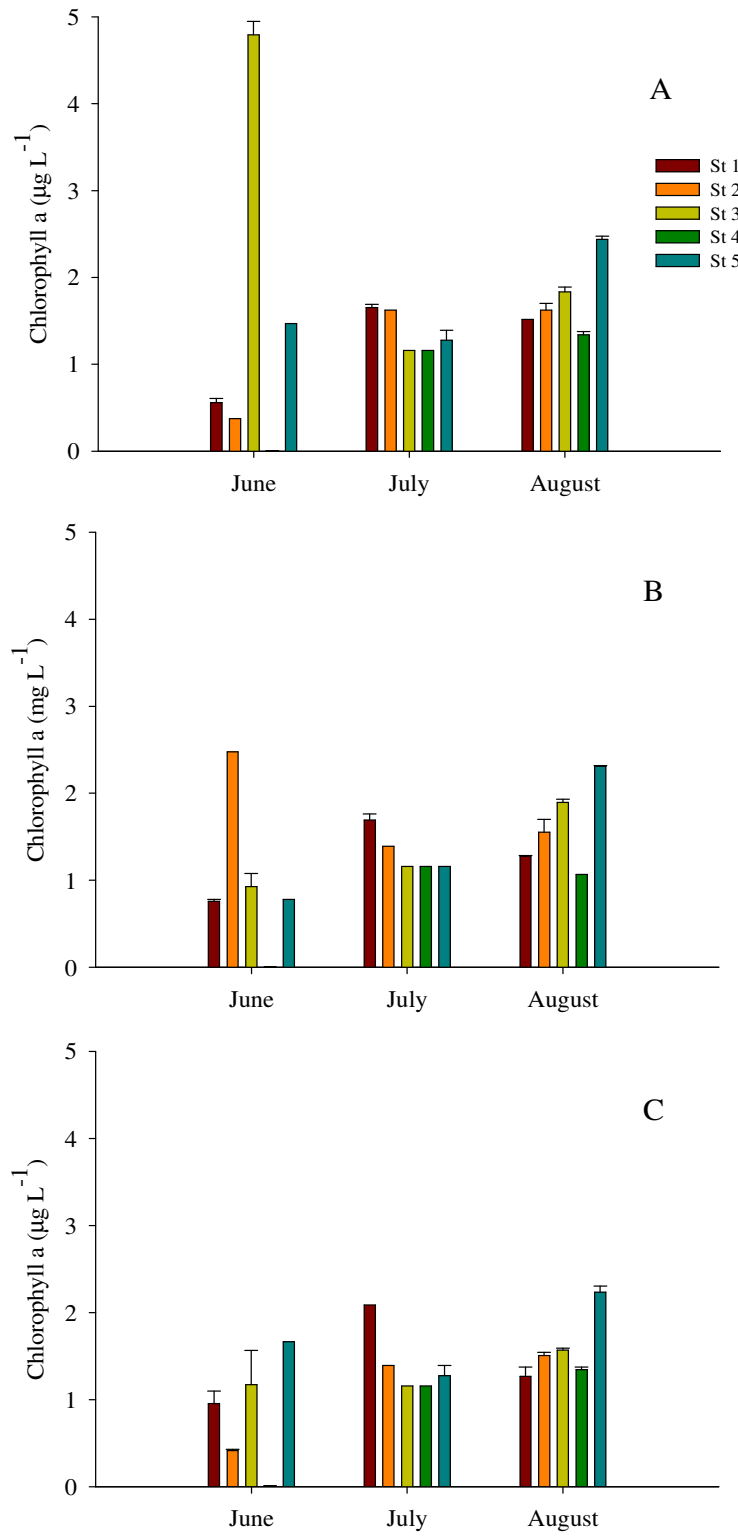 5
4
3
2
1
0
Chlorophyll a (µg L-1)
A
St 1
St 2
St 3
St 4
St 5
June July August
5
4
3
2
1
0
Chlorophyll a (mg L-1)
B
June July August
5
4
3
2
1
0
Chlorophyll a (µg L-1)
C
June July August